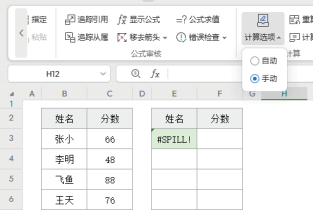 指定 追踪引用 显示公式 =? 公式求值 重
粘贴 追踪从属 移去箭头 错误检查 计算选项 计
公式审核 计算
自动
手动
H12 fx
A B C D E F G H
1
2 姓名 分数 姓名 分数
3 张小 66 #SPILL!
4 李明 48
5 飞鱼 88
6 王天 76